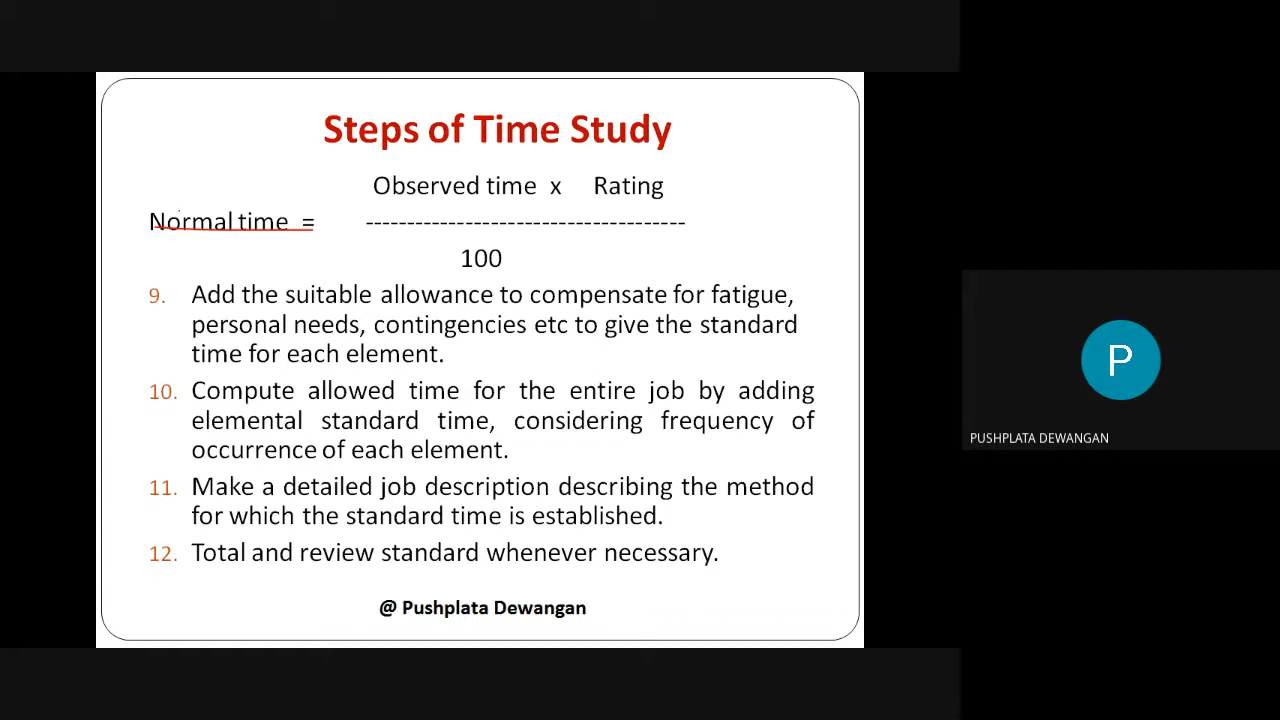 Steps of Time Study
Observed time x Rating
Normal time = ---------------------------------------
100
9. Add the suitable allowance to compensate for fatigue,
personal needs, contingencies etc to give the standard
time for each element.
10. Compute allowed time for the entire job by adding
elemental standard time, considering frequency of
occurrence of each element.
11. Make a detailed job description describing the method
for which the standard time is established.
12. Total and review standard whenever necessary.
@ Pushplata Dewangan
P
PUSHPLATA DEWANGAN